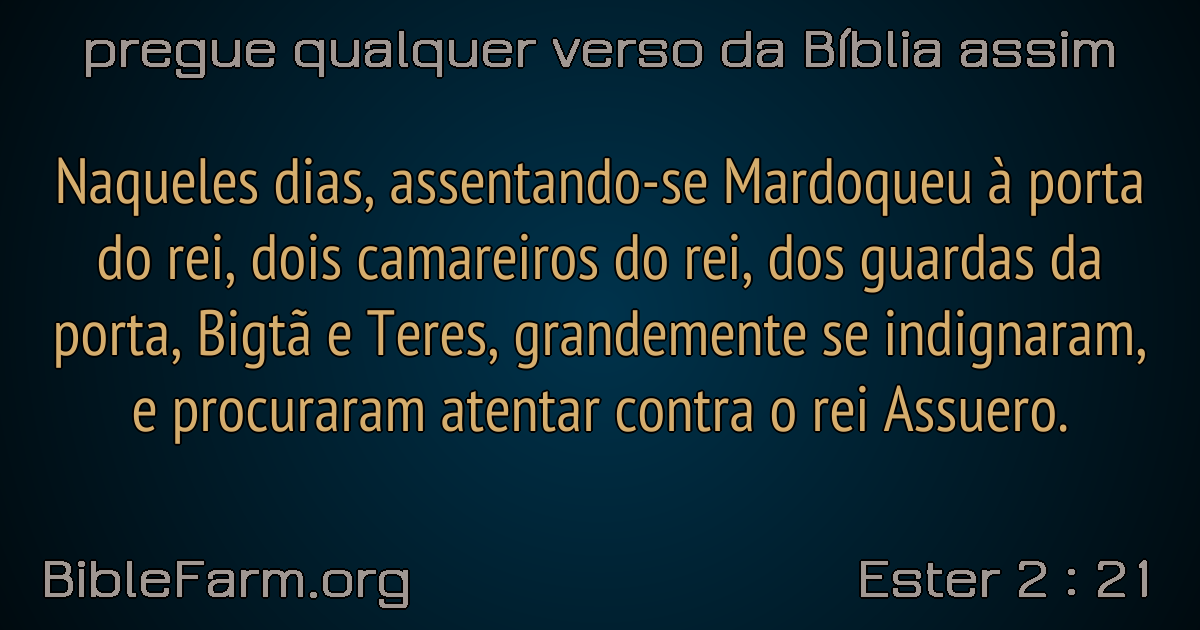 pregue qualquer verso da Bíblia assim
Naqueles dias, assentando-se Mardoqueu à porta
do rei, dois camareiros do rei, dos guardas da
porta, Bigtã e Teres, grandemente se indignaram,
e procuraram atentar contra o rei Assuero.
BibleFarm.org
Ester 2 : 21